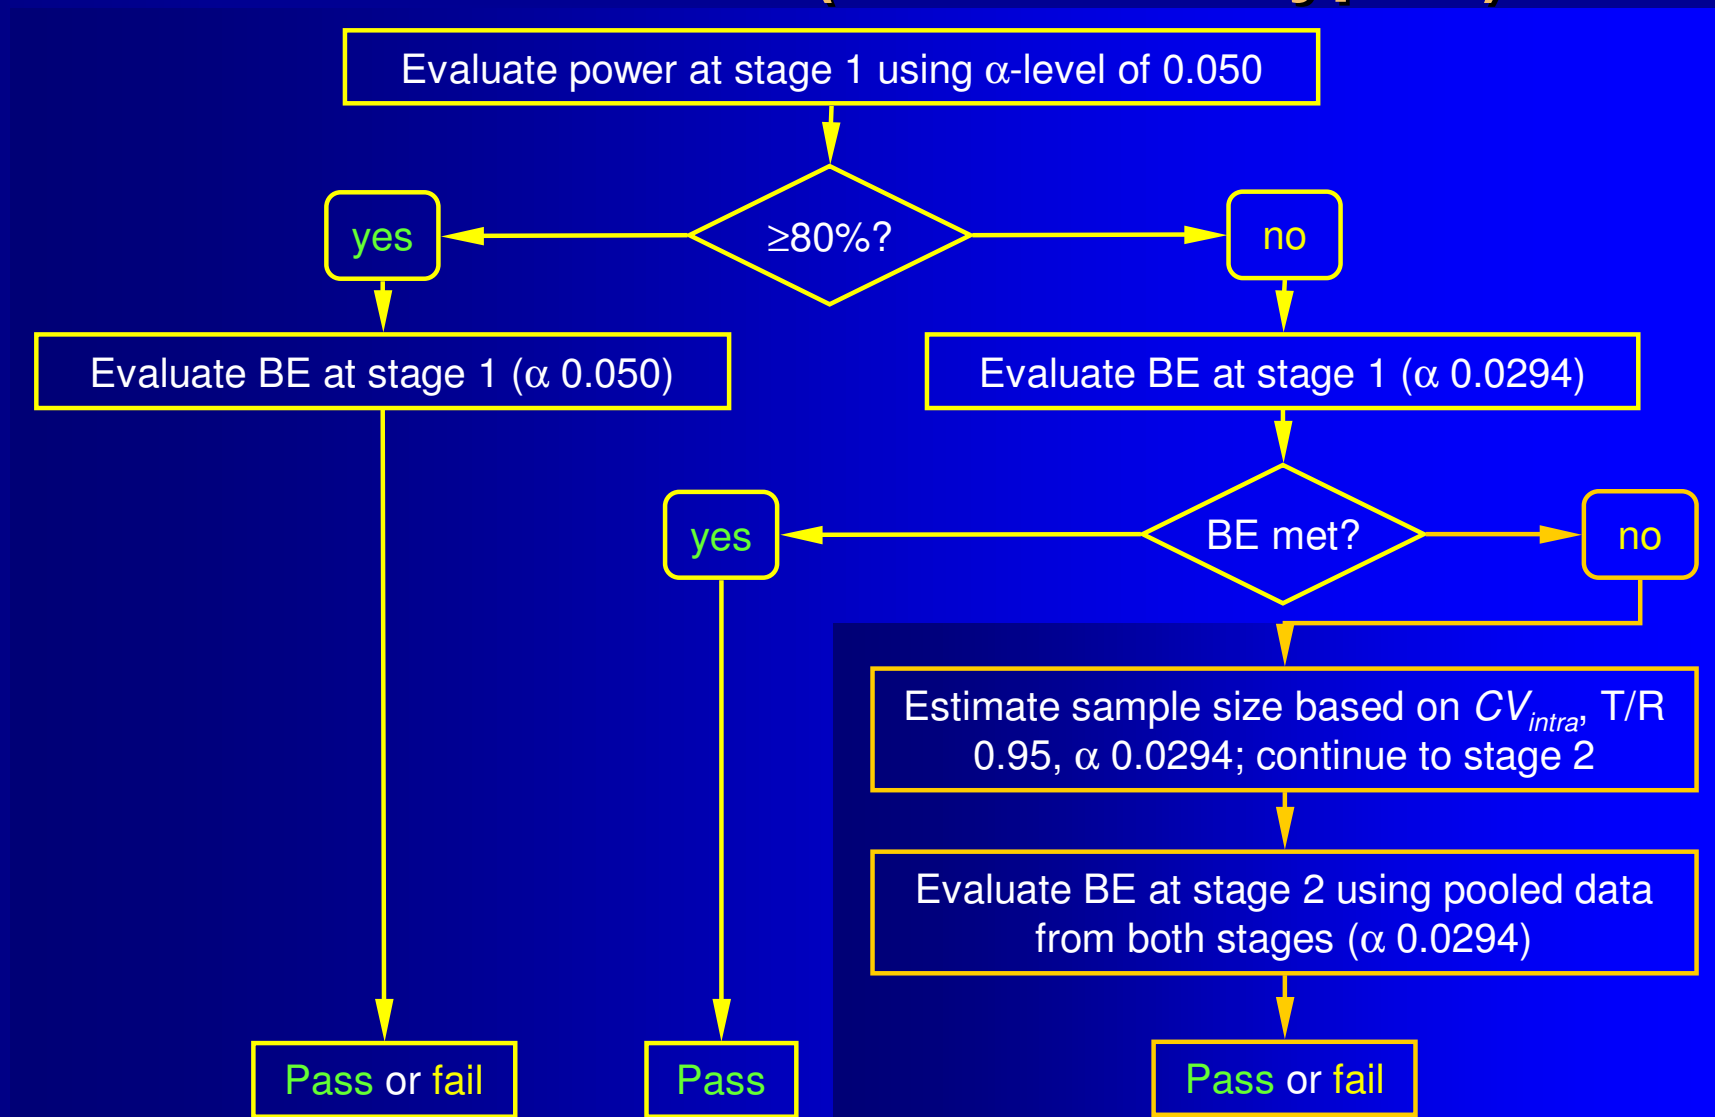 Evaluate power at stage 1 using α-level of 0.050
≥80%?
yes
no
Evaluate BE at stage 1 (α 0.050)
Evaluate BE at stage 1 (α 0.0294)
BE met?
yes
no
Estimate sample size based on CVintra, T/R
0.95, α 0.0294; continue to stage 2
Evaluate BE at stage 2 using pooled data
from both stages (α 0.0294)
Pass or fail
Pass
Pass or fail